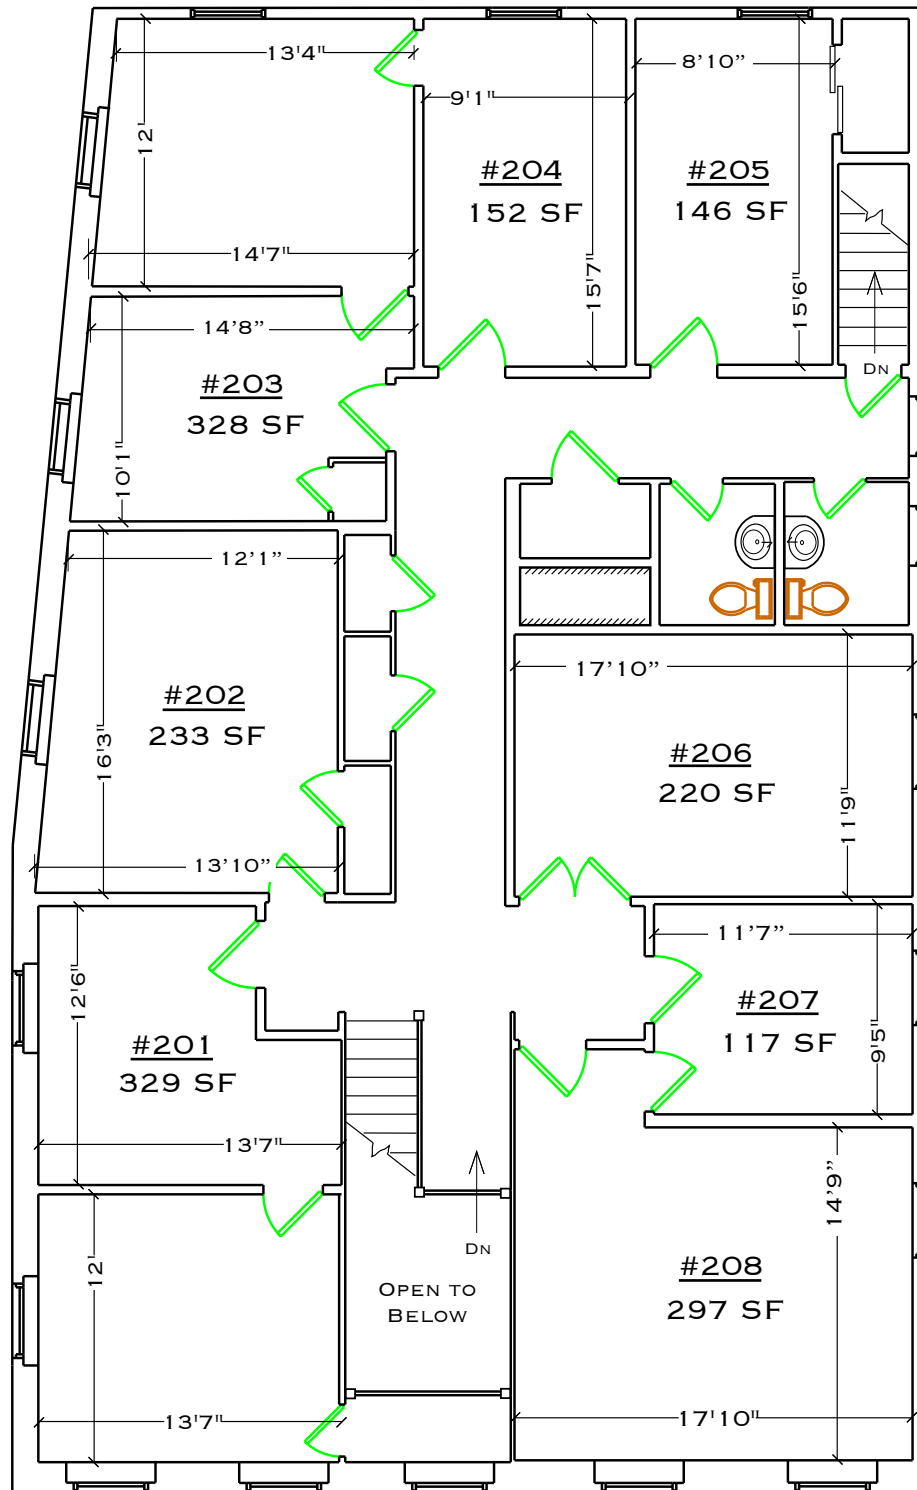 13'4"
12'
14'7"
9'1"
#204
152 SF
15'7"
8'10"
#205
146 SF
15'6"
DN
14'8"
#203
328 SF
10'1"
12'1"
#202
233 SF
16'3"
13'10"
17'10"
#206
220 SF
11'9"
12'6"
#201
329 SF
13'7"
11'7"
#207
117 SF
9'5"
12'
13'7"
DN
OPEN TO
BELOW
14'9"
#208
297 SF
17'10"